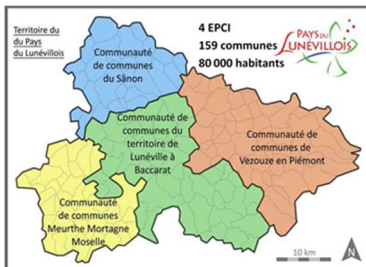 Territoire du
du Pays
du Lunévillois
4 EPCI
159 communes
80 000 habitants
PAYS DU
LUNÉVILLOIS
Communauté
de communes
du Sânon
Communauté de
communes du
territoire de
Lunéville à
Baccarat
Communauté de
communes
de Vezouze en Piémont
Communauté
de communes
Meurthe Mortagne
Moselle
10 km
N